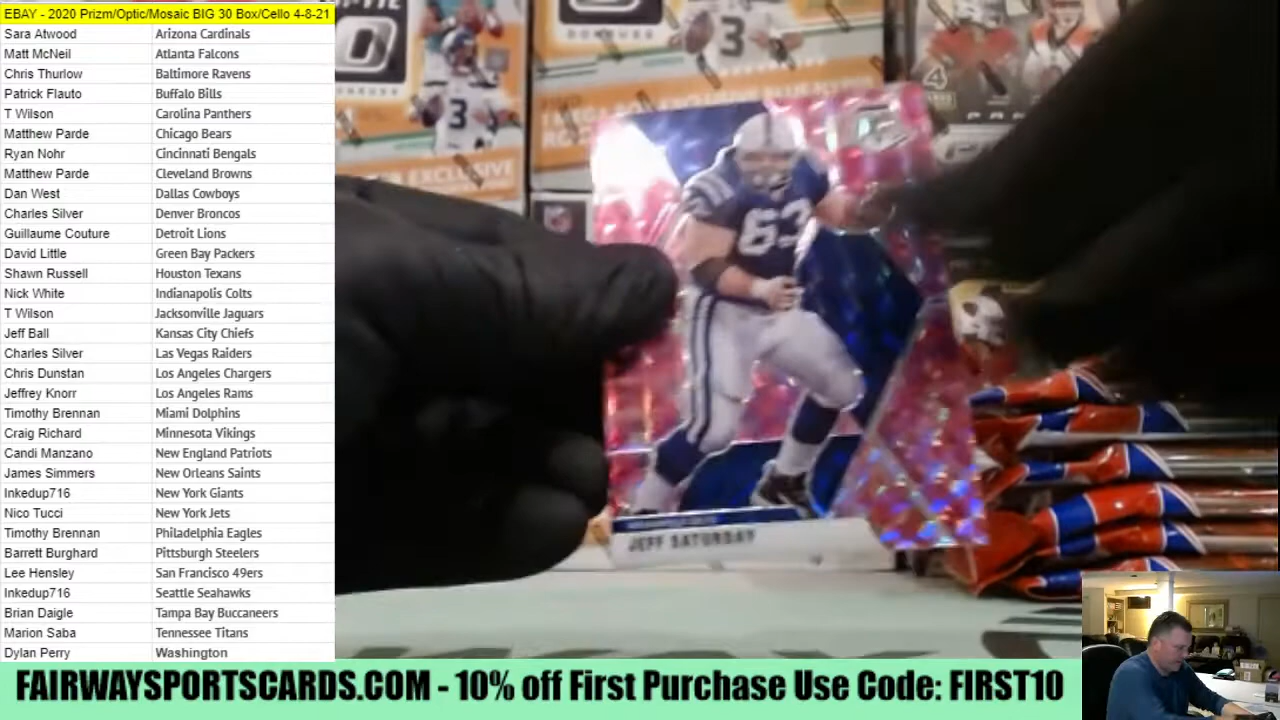 EBAY - 2020 Prizm/Optic/Mosaic BIG 30 Box/Cello 4-8-21
Sara Atwood Arizona Cardinals
Matt McNeil Atlanta Falcons
Chris Thurlow Baltimore Ravens
Patrick Flauto Buffalo Bills
T Wilson Carolina Panthers
Matthew Parde Chicago Bears
Ryan Nohr Cincinnati Bengals
Matthew Parde Cleveland Browns
Dan West Dallas Cowboys
Charles Silver Denver Broncos
Guillaume Couture Detroit Lions
David Little Green Bay Packers
Shawn Russell Houston Texans
Nick White Indianapolis Colts
T Wilson Jacksonville Jaguars
Jeff Ball Kansas City Chiefs
Charles Silver Las Vegas Raiders
Chris Dunstan Los Angeles Chargers
Jeffrey Knorr Los Angeles Rams
Timothy Brennan Miami Dolphins
Craig Richard Minnesota Vikings
Candi Manzano New England Patriots
James Simmers New Orleans Saints
Inkedup716 New York Giants
Nico Tucci New York Jets
Timothy Brennan Philadelphia Eagles
Barrett Burghard Pittsburgh Steelers
Lee Hensley San Francisco 49ers
Inkedup716 Seattle Seahawks
Brian Daigle Tampa Bay Buccaneers
Marion Saba Tennessee Titans
Dylan Perry Washington
DONRUSS
3
3
4
EXCLUSIVE
63
JEFF SATURDAY
FAIRWAYSPORTSCARDS.COM - 10% off First Purchase Use Code: FIRST10